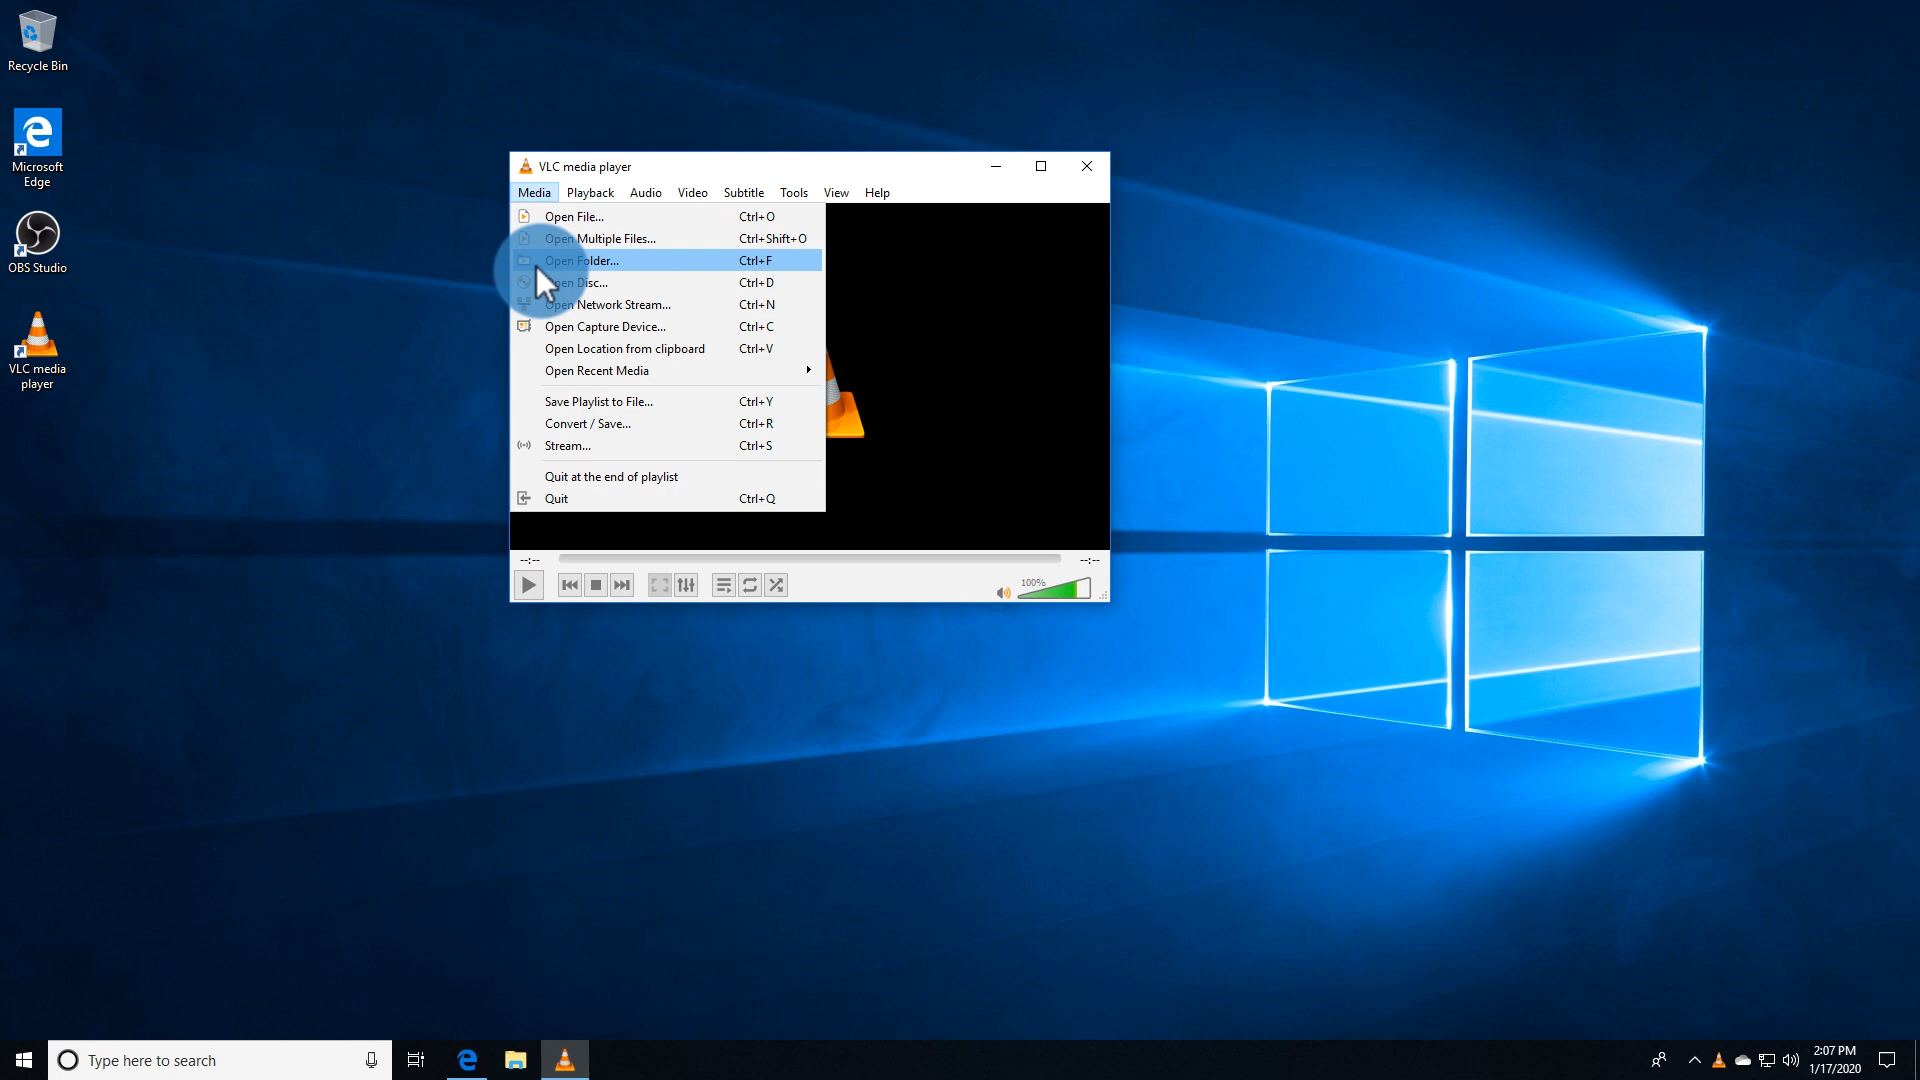 Recycle Bin
Microsoft
Edge
OBS Studio
VLC media
player
VLC media player
Media Playback Audio Video Subtitle Tools View Help
Open File... Ctrl+O
Open Multiple Files... Ctrl+Shift+O
Open Folder... Ctrl+F
Open Disc... Ctrl+D
Open Network Stream... Ctrl+N
Open Capture Device... Ctrl+C
Open Location from clipboard Ctrl+V
Open Recent Media
Save Playlist to File... Ctrl+Y
Convert / Save... Ctrl+R
Stream... Ctrl+S
Quit at the end of playlist
Quit Ctrl+Q
--:-- --:--
100%
Type here to search
2:07 PM
1/17/2020